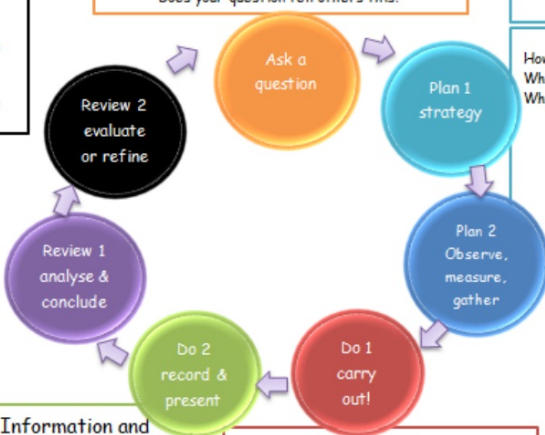 Ask a
question
Plan 1
strategy
Plan 2
Observe,
measure,
gather
Do 1
carry
out!
Do 2
record &
present
Review 1
analyse &
conclude
Review 2
evaluate
or refine
Information and